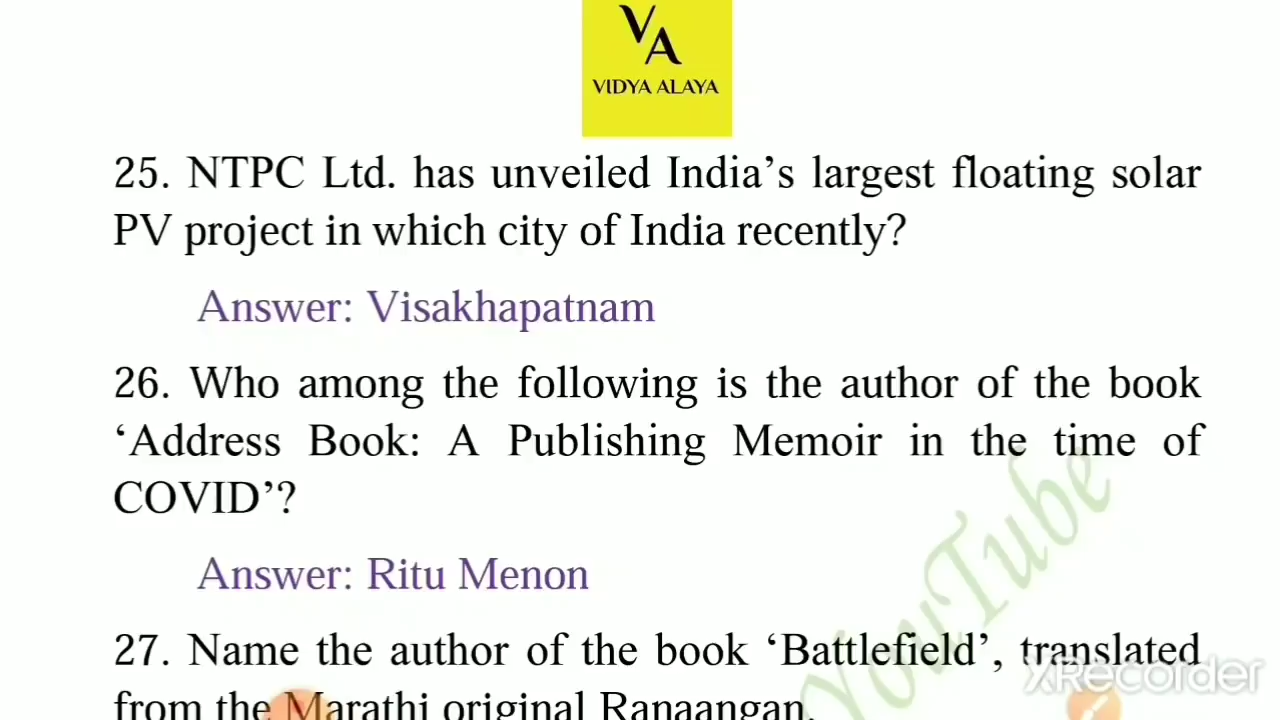 VA
VIDYA ALAYA
25. NTPC Ltd. has unveiled India’s largest floating solar
PV project in which city of India recently?
Answer: Visakhapatnam
26. Who among the following is the author of the book
‘Address Book: A Publishing Memoir in the time of
COVID’?
Answer: Ritu Menon
YouTube
27. Name the author of the book ‘Battlefield’, translated
from the Marathi original Ranaangan.
XRecorder